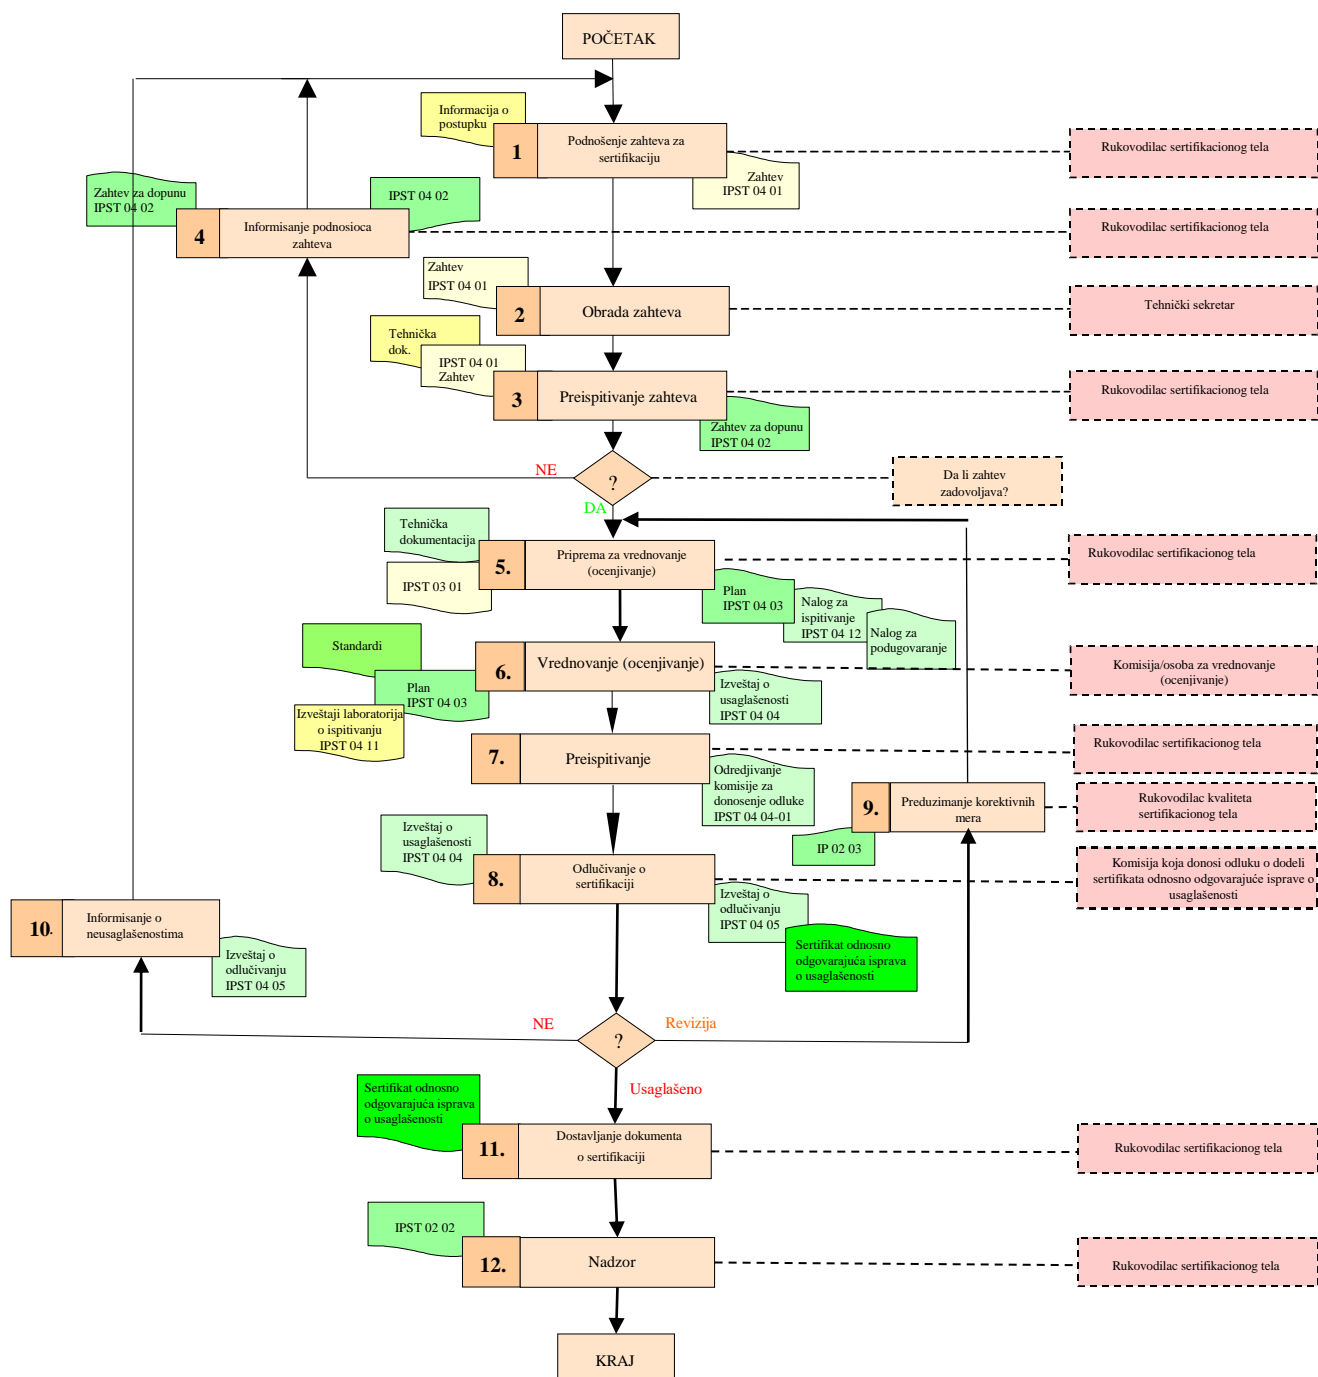 POČETAK
Informacija o
postupku
1
Podnošenje zahteva za
sertifikaciju
Zahtev
IPST 04 01
Rukovodilac sertifikacionog tela
Zahtev za dopunu
IPST 04 02
IPST 04 02
4
Informisanje podnosioca
zahteva
Rukovodilac sertifikacionog tela
Zahtev
IPST 04 01
2
Obrada zahteva
Tehnički sekretar
Tehnička
dok.
IPST 04 01
Zahtev
3
Preispitivanje zahteva
Zahtev za dopunu
IPST 04 02
Rukovodilac sertifikacionog tela
NE
?
DA
Da li zahtev
zadovoljava?
Tehnička
dokumentacija
IPST 03 01
5.
Priprema za vrednovanje
(ocenjivanje)
Plan
IPST 04 03
Nalog za
ispitivanje
IPST 04 12
Nalog za
podugovaranje
Rukovodilac sertifikacionog tela
Standardi
Plan
IPST 04 03
Izveštaji laboratorija
o ispitivanju
IPST 04 11
6.
Vrednovanje (ocenjivanje)
Izveštaj o
usaglašenosti
IPST 04 04
Komisija/osoba za vrednovanje
(ocenjivanje)
7.
Preispitivanje
Odredjivanje
komisije za
donosenje odluke
IPST 04 04-01
Rukovodilac sertifikacionog tela
9.
Preduzimanje korektivnih
mera
IP 02 03
Rukovodilac kvaliteta
sertifikacionog tela
Izveštaj o
usaglašenosti
IPST 04 04
8.
Odlučivanje o
sertifikaciji
Izveštaj o
odlučivanju
IPST 04 05
Sertifikat odnosno
odgovarajuća isprava
o usaglašenosti
Komisija koja donosi odluku o dodeli
sertifikata odnosno odgovarajuće isprave o
usaglašenosti
10.
Informisanje o
neusaglašenostima
Izveštaj o
odlučivanju
IPST 04 05
NE
?
Revizija
Usaglašeno
Sertifikat odnosno
odgovarajuća isprava
o usaglašenosti
11.
Dostavljanje dokumenta
o sertifikaciji
Rukovodilac sertifikacionog tela
IPST 02 02
12.
Nadzor
Rukovodilac sertifikacionog tela
KRAJ